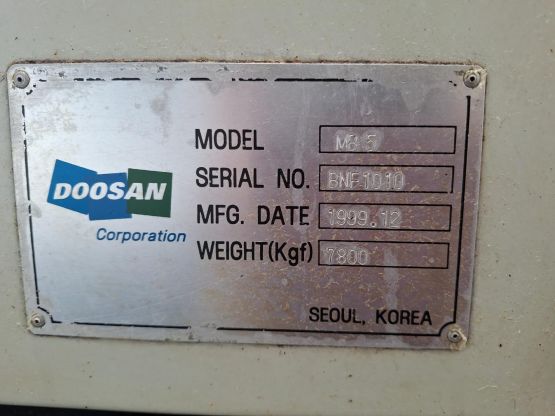 DOOSAN
Corporation
MODEL
SERIAL NO. BNF1010
MFG. DATE 1999.12
WEIGHT(Kgf) 7800
SEOUL, KOREA